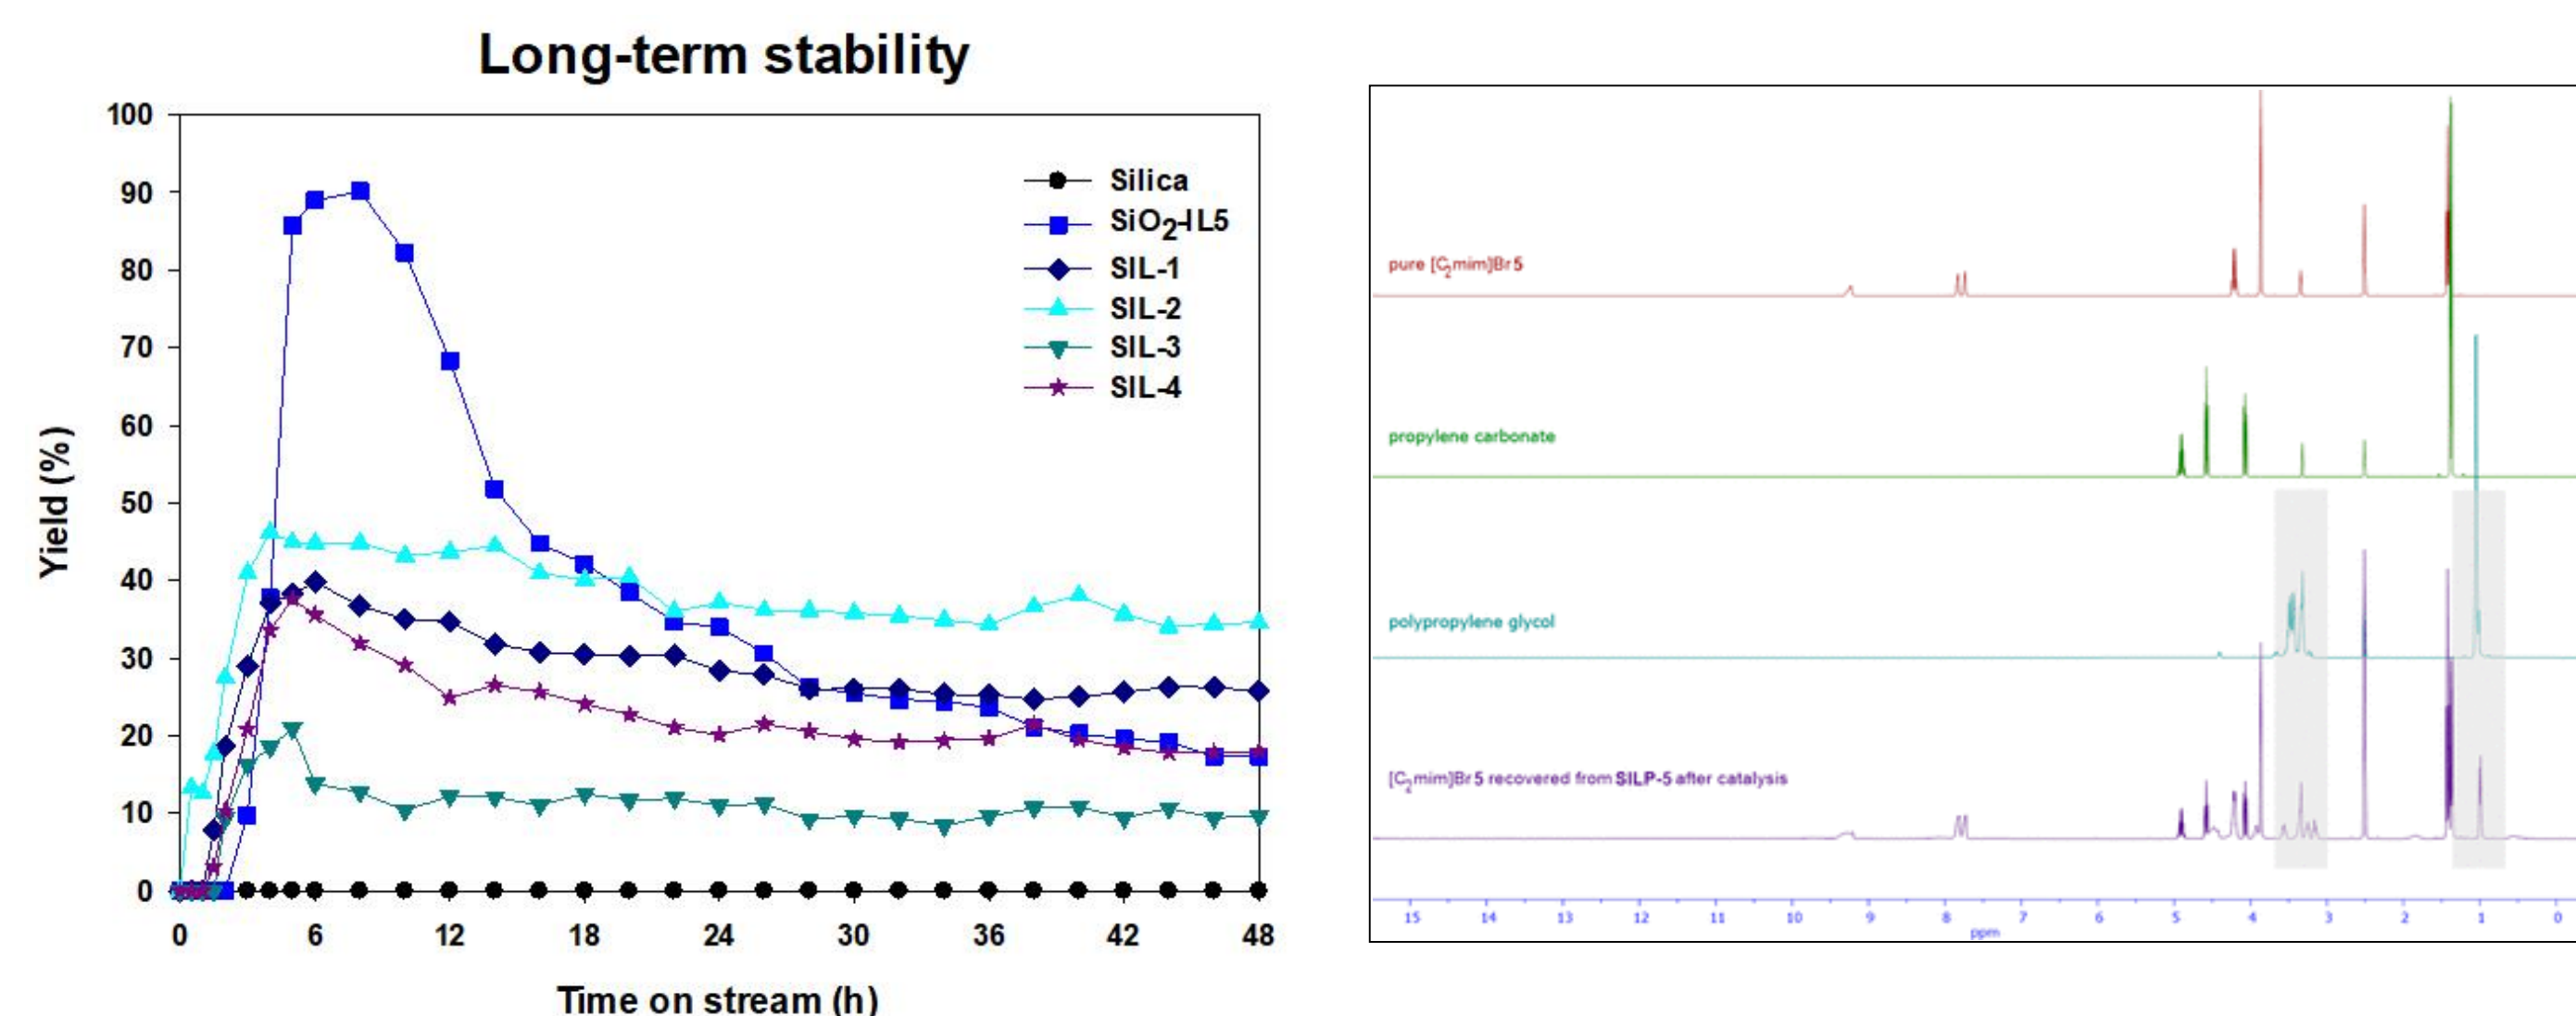 Long-term stability
100
90
80
70
60
50
40
30
20
10
0
Yield (%)
Silica
SiO2-IL5
SIL-1
SIL-2
SIL-3
SIL-4
0 6 12 18 24 30 36 42 48
Time on stream (h)
pure [C2mim]Br 5
propylene carbonate
polypropylene glycol
[C2mim]Br 5 recovered from SILP-5 after catalysis
15 14 13 12 11 10 9 8 7 6 5 4 3 2 1 0
ppm